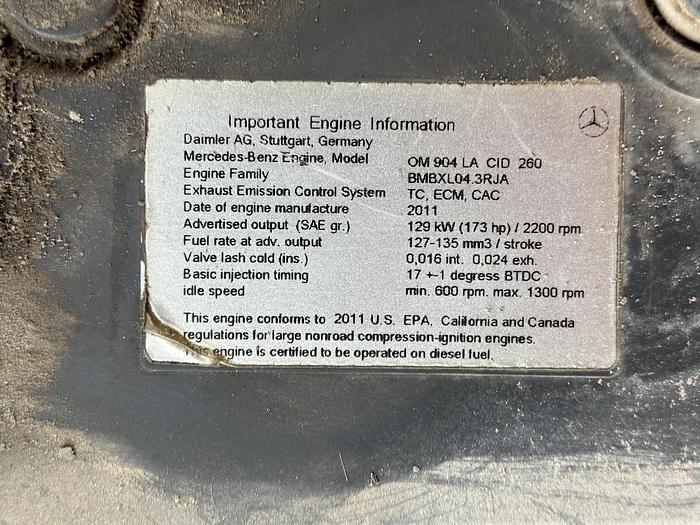 Important Engine Information
Daimler AG, Stuttgart, Germany
Mercedes-Benz Engine, Model OM 904 LA CID 260
Engine Family BMBXL04.3RJA
Exhaust Emission Control System TC, ECM, CAC
Date of engine manufacture 2011
Advertised output (SAE gr.) 129 kW (173 hp) / 2200 rpm
Fuel rate at adv. output 127-135 mm3 / stroke
Valve lash cold (ins.) 0,016 int. 0,024 exh.
Basic injection timing 17 +-1 degress BTDC
idle speed min. 600 rpm. max. 1300 rpm
This engine conforms to 2011 U.S. EPA, California and Canada
regulations for large nonroad compression-ignition engines.
This engine is certified to be operated on diesel fuel.